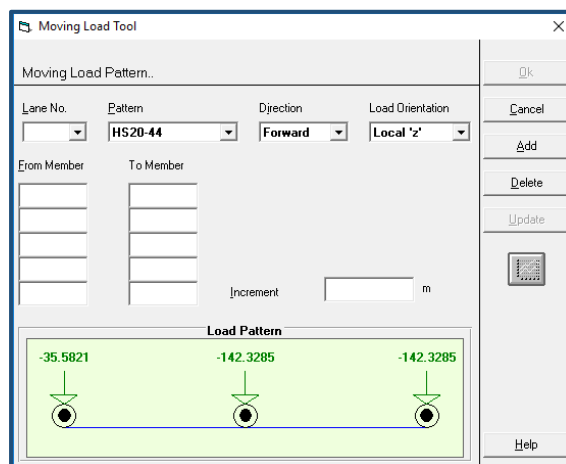 Moving Load Tool
Moving Load Pattern..
Lane No. Pattern Direction Load Orientation
HS20-44 Forward Local 'z'
From Member To Member
Increment m
Load Pattern
-35.5821 -142.3285 -142.3285
Ok
Cancel
Add
Delete
Update
Help